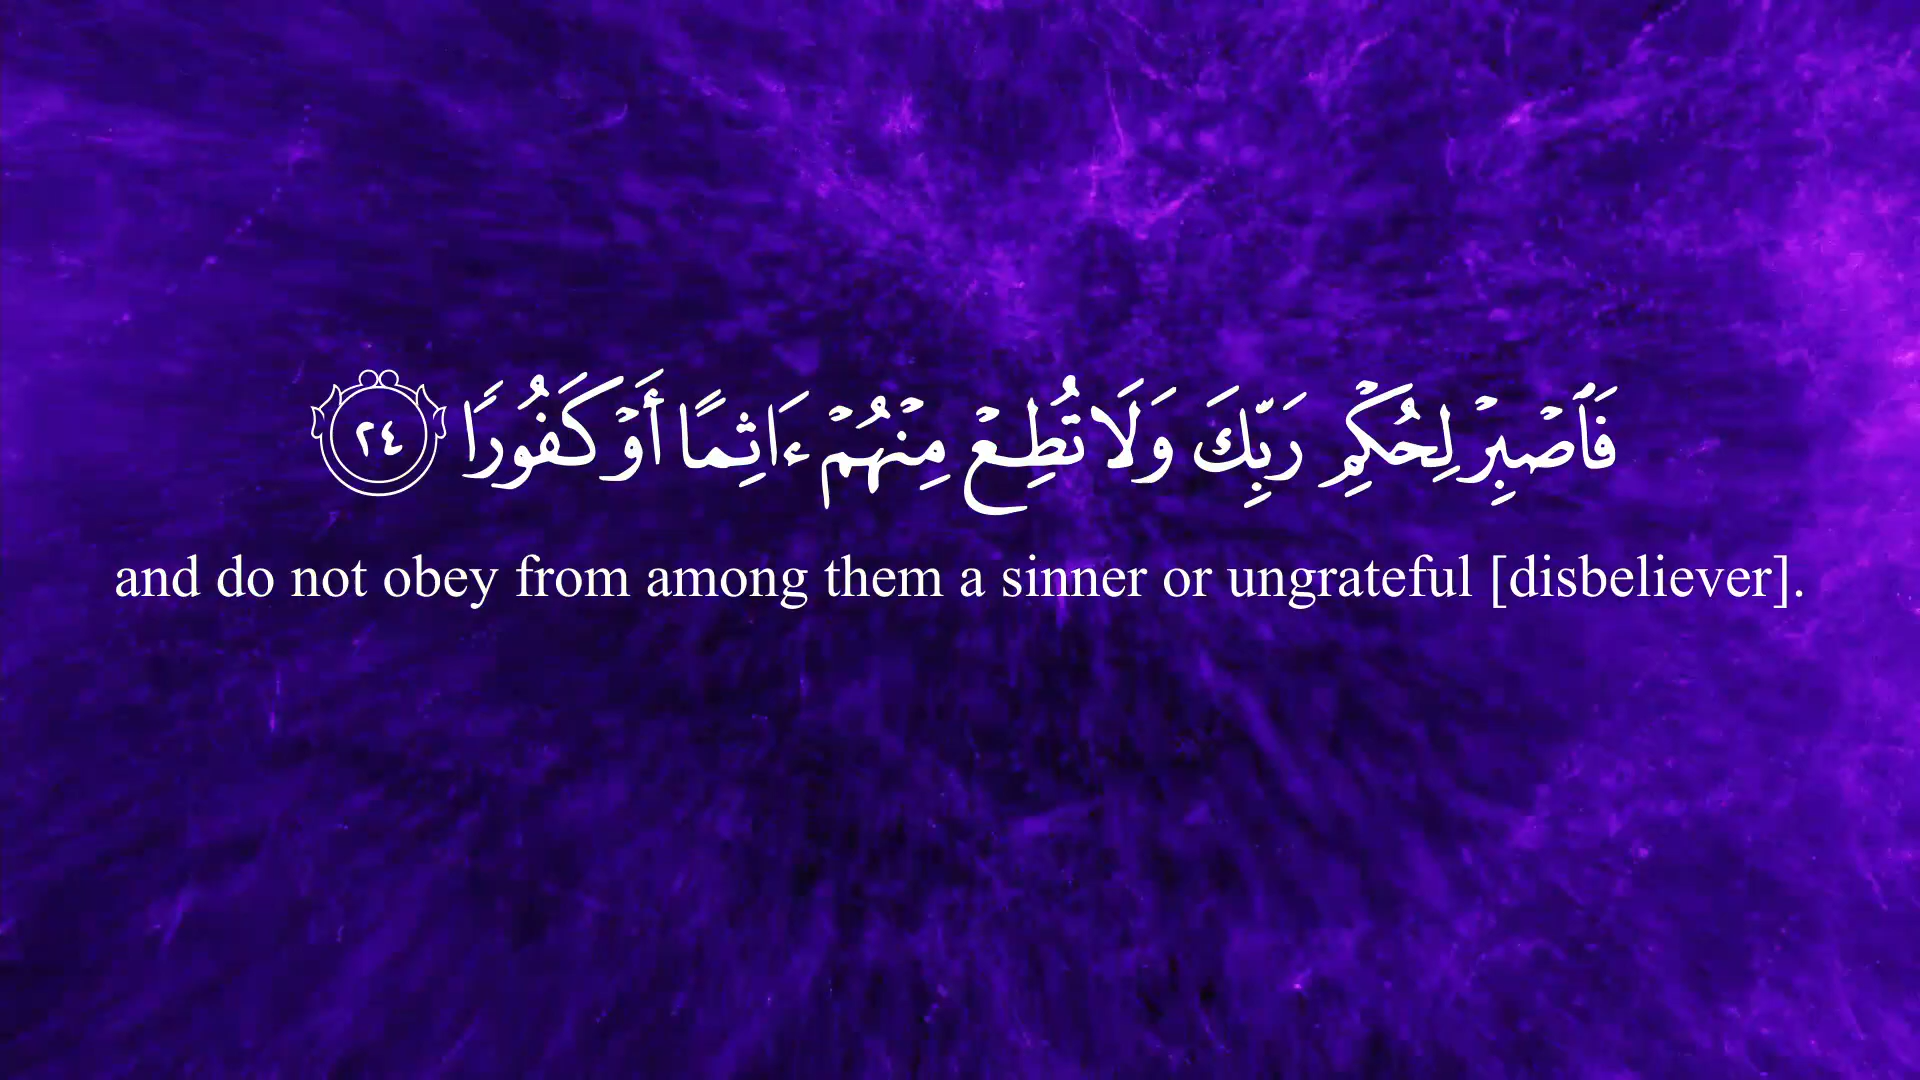 فَٱصۡبِرۡ لِحُكۡمِ رَبِّكَ وَلَا تُطِعۡ مِنۡهُمۡ ءَاثِمًا أَوۡ كَفُورٗا ٢٤
and do not obey from among them a sinner or ungrateful [disbeliever].